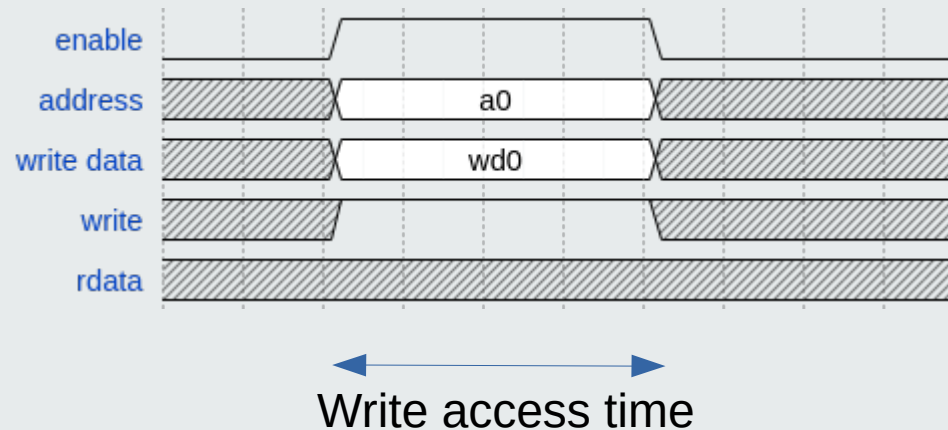 enable
address a0
write data wd0
write
rdata
Write access time